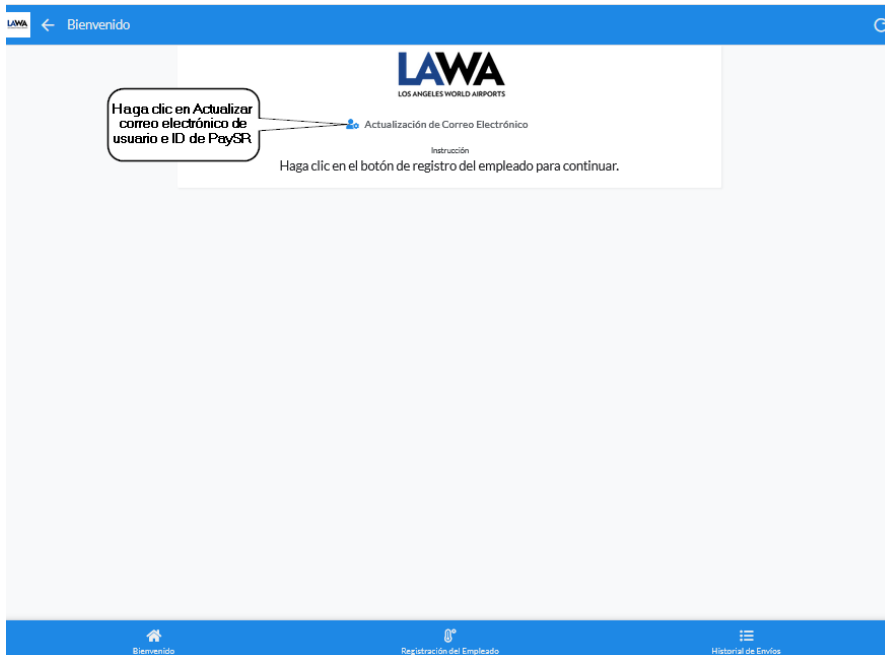 LAWA
Bienvenido
LAWA
LOS ANGELES WORLD AIRPORTS
Haga clic en Actualizar
correo electrónico de
usuario e ID de PaySR
Actualización de Correo Electrónico
Instrucción
Haga clic en el botón de registro del empleado para continuar.
Bienvenido
Registración del Empleado
Historial de Envíos